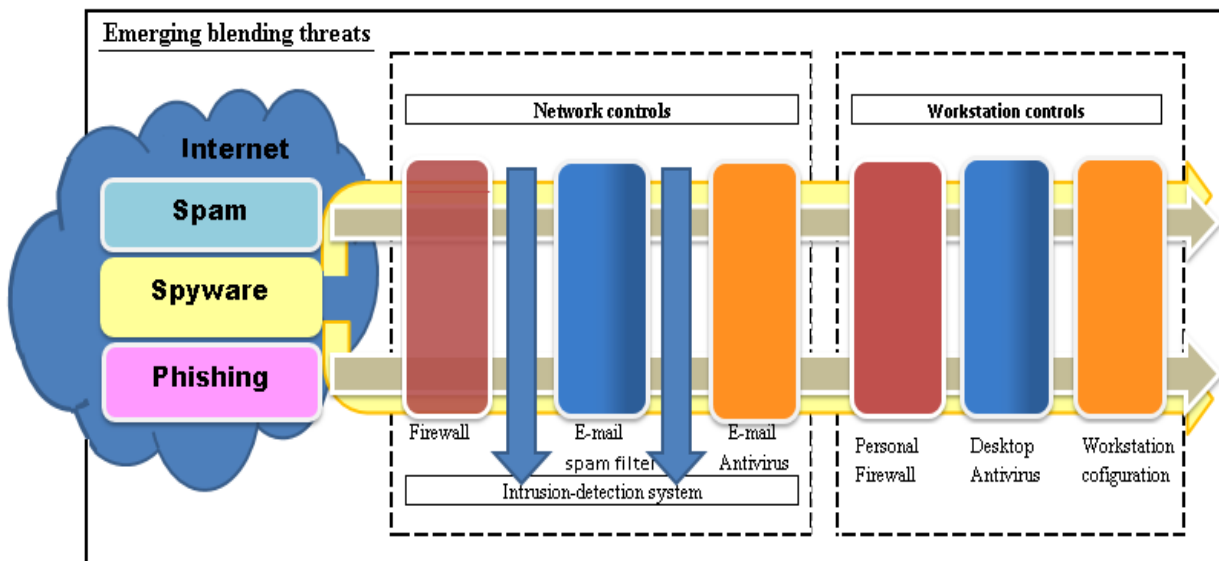 Emerging blending threats
Internet
Spam
Spyware
Phishing
Network controls
Firewall
E-mail
spam filter
E-mail
Antivirus
Intrusion-detection system
Workstation controls
Personal
Firewall
Desktop
Antivirus
Workstation
cofiguration